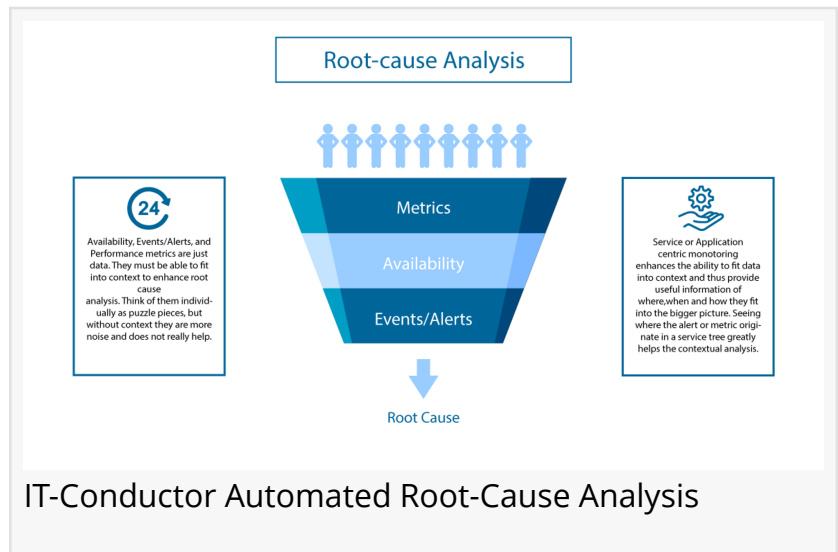 Root-cause Analysis
24
Availability, Events/Alerts, and
Performance metrics are just
data. They must be able to fit
into context to enhance root
cause
analysis. Think of them individ-
ually as puzzle pieces, but
without context they are more
noise and does not really help.
Metrics
Availability
Events/Alerts
Root Cause
Service or Application
centric monotoring
enhances the ability to fit data
into context and thus provide
useful information of
where,when and how they fit
into the bigger picture. Seeing
where the alert or metric origi-
nate in a service tree greatly
helps the contextual analysis.
IT-Conductor Automated Root-Cause Analysis